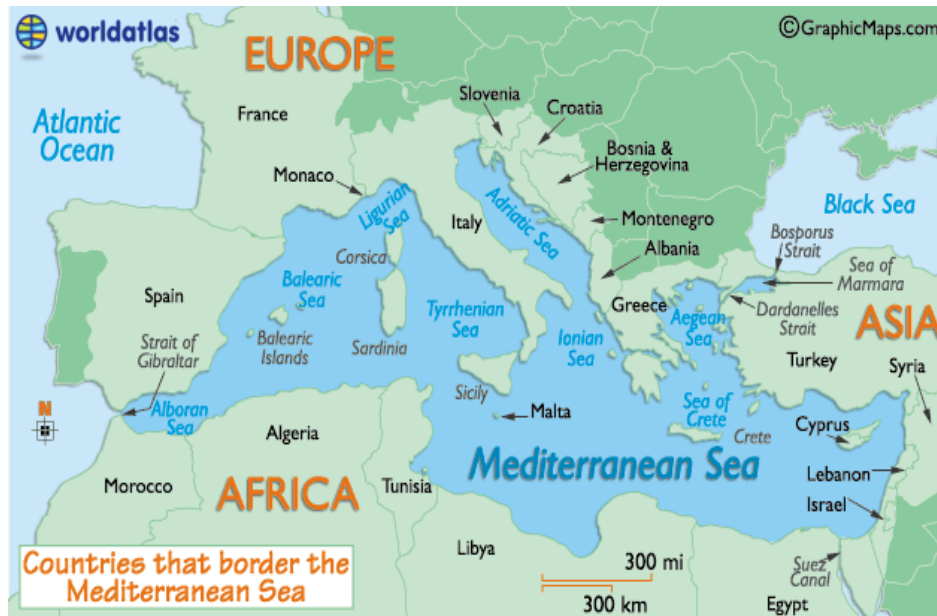 worldatlas
©GraphicMaps.com
EUROPE
Slovenia
Croatia
France
Atlantic
Ocean
Bosnia &
Herzegovina
Monaco
Ligurian
Sea
Adriatic Sea
Italy
Montenegro
Black Sea
Corsica
Albania
Bosporus
Strait
Balearic
Sea
Sea of
Marmara
Spain
Tyrrhenian
Sea
Greece
Aegean
Sea
Dardanelles
Strait
ASIA
Strait of
Gibraltar
Balearic
Islands
Sardinia
Ionian
Sea
Turkey
Syria
Sicily
N
Alboran
Sea
Malta
Sea of
Crete
Crete
Cyprus
Algeria
Mediterranean Sea
Lebanon
Morocco
AFRICA
Tunisia
Israel
Countries that border the
Mediterranean Sea
Libya
300 mi
300 km
Suez
Canal
Egypt